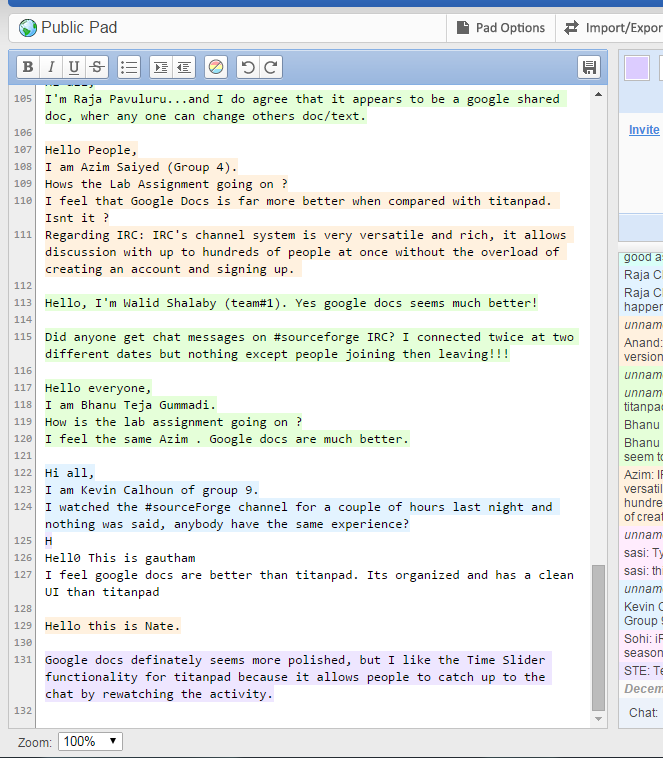 Public Pad
Pad Options
Import/Expor
B I U S
105 I'm Raja Pavuluru...and I do agree that it appears to be a google shared
doc, wher any one can change others doc/text.
106
107 Hello People,
108 I am Azim Saiyed (Group 4).
109 Hows the Lab Assignment going on ?
110 I feel that Google Docs is far more better when compared with titanpad.
Isnt it ?
111 Regarding IRC: IRC's channel system is very versatile and rich, it allows
discussion with up to hundreds of people at once without the overload of
creating an account and signing up.
112
113 Hello, I'm Walid Shalaby (team#1). Yes google docs seems much better!
114
115 Did anyone get chat messages on #sourceforge IRC? I connected twice at two
different dates but nothing except people joining then leaving!!!
116
117 Hello everyone,
118 I am Bhanu Teja Gummadi.
119 How is the lab assignment going on ?
120 I feel the same Azim . Google docs are much better.
121
122 Hi all,
123 I am Kevin Calhoun of group 9.
124 I watched the #sourceForge channel for a couple of hours last night and
nothing was said, anybody have the same experience?
125 H
126 Hell0 This is gautham
127 I feel google docs are better than titanpad. Its organized and has a clean
UI than titanpad
128
129 Hello this is Nate.
130
131 Google docs definately seems more polished, but I like the Time Slider
functionality for titanpad because it allows people to catch up to the
chat by rewatching the activity.
132
Zoom: 100%
Invite
good a
Raja C
Raja C
happer
unnam
Anand:
version
unnam
unnam
titanpa
Bhanu
Bhanu
seem to
Azim: IF
versatil
hundre
of creat
unnam
sasi: Ty
sasi: th
unnam
Kevin C
Group 9
Sohi: iF
season
STE: Te
Decem
Chat: